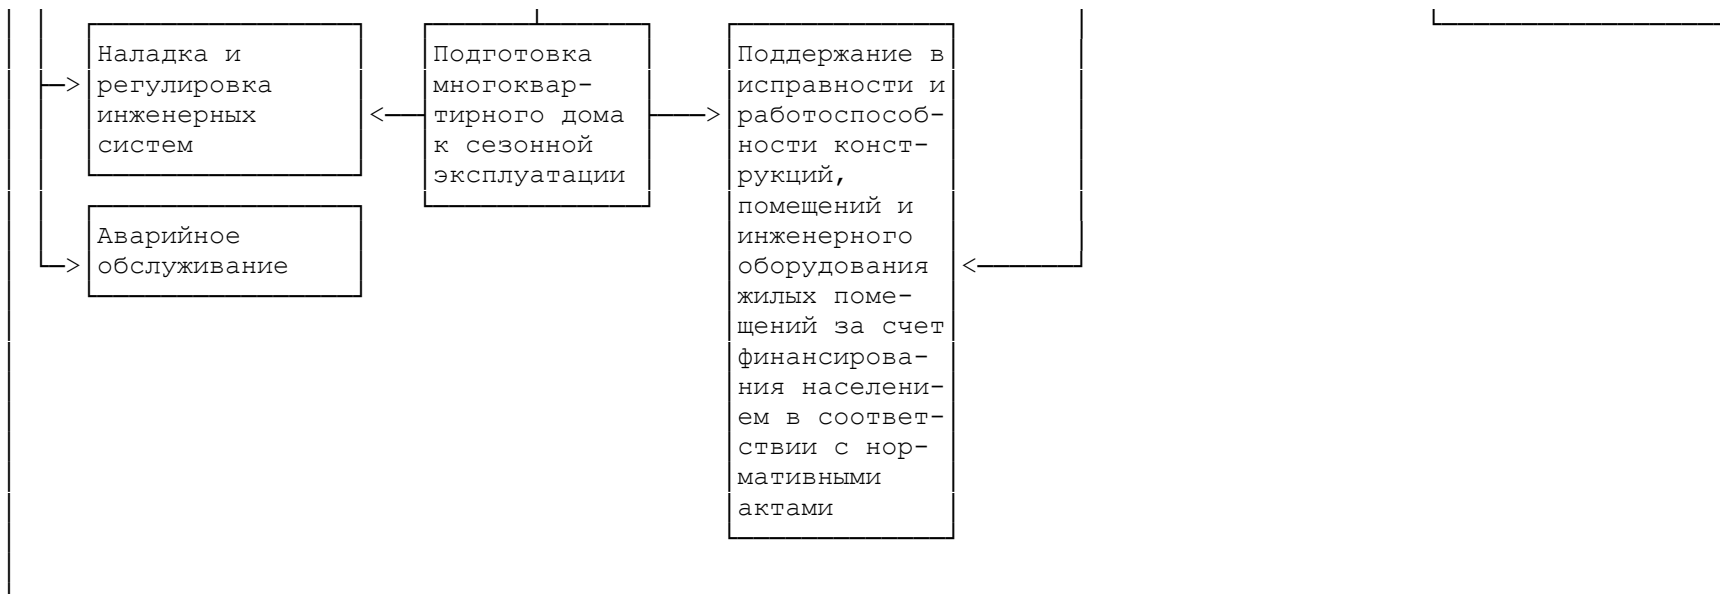 Наладка и
регулировка
инженерных
систем
Аварийное
обслуживание
Подготовка
многоквар-
тирного дома
к сезонной
эксплуатации
Поддержание в
исправности и
работоспособ-
ности конст-
рукций,
помещений и
инженерного
оборудования
жилых поме-
щений за счет
финансирова-
ния населени-
ем в соответ-
ствии с нор-
мативными
актами